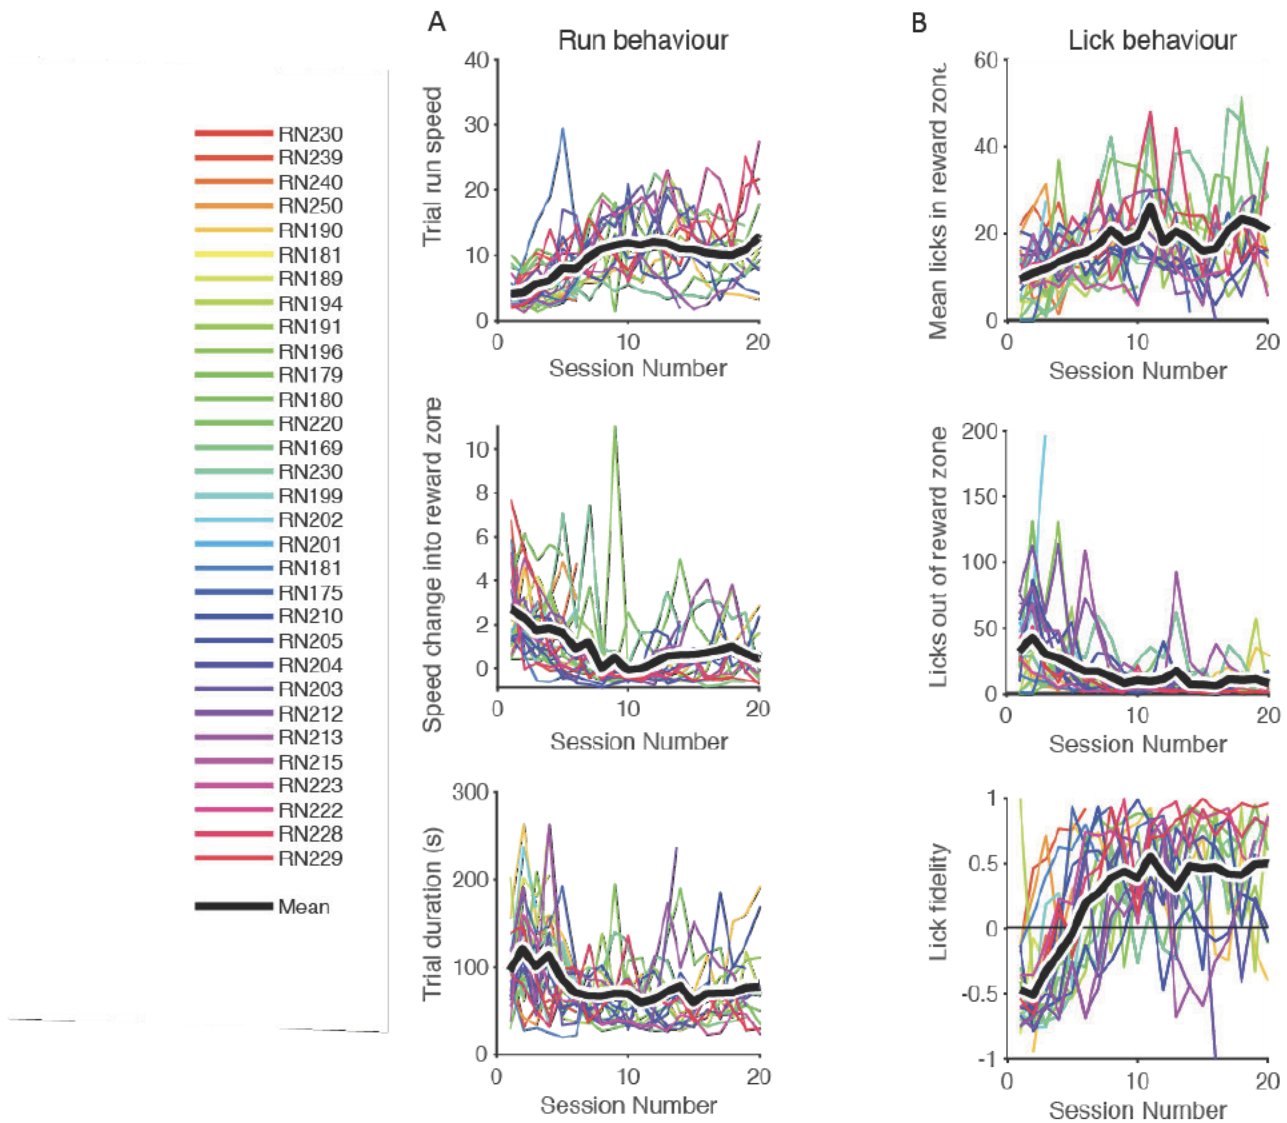 RN230
RN239
RN240
RN250
RN190
RN181
RN189
RN194
RN191
RN196
RN179
RN180
RN220
RN169
RN230
RN199
RN202
RN201
RN181
RN175
RN210
RN205
RN204
RN203
RN212
RN213
RN215
RN223
RN222
RN228
RN229
Mean
A
Run behaviour
Trial run speed
40
30
20
10
0
0 10 20
Session Number
Speed change into reward zone
10
8
6
4
2
0
0 10 20
Session Number
Trial duration (s)
300
200
100
0
0 10 20
Session Number
B
Lick behaviour
Mean licks in reward zone
60
40
20
0
0 10 20
Session Number
Licks out of reward zone
200
150
100
50
0
0 10 20
Session Number
Lick fidelity
1
0.5
0
-0.5
-1
0 10 20
Session Number